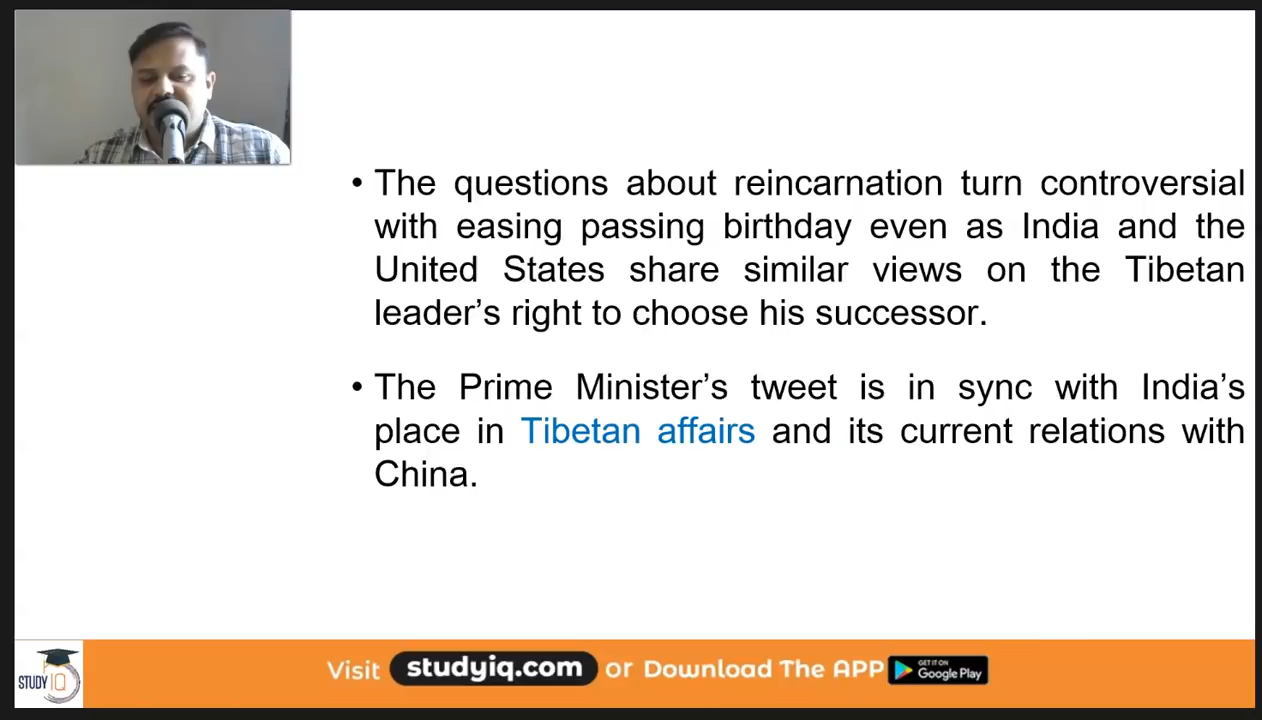 • The questions about reincarnation turn controversial
with easing passing birthday even as India and the
United States share similar views on the Tibetan
leader’s right to choose his successor.
• The Prime Minister’s tweet is in sync with India’s
place in Tibetan affairs and its current relations with
China.
STUDY IQ
Visit studyiq.com or Download The APP GET IT ON Google Play